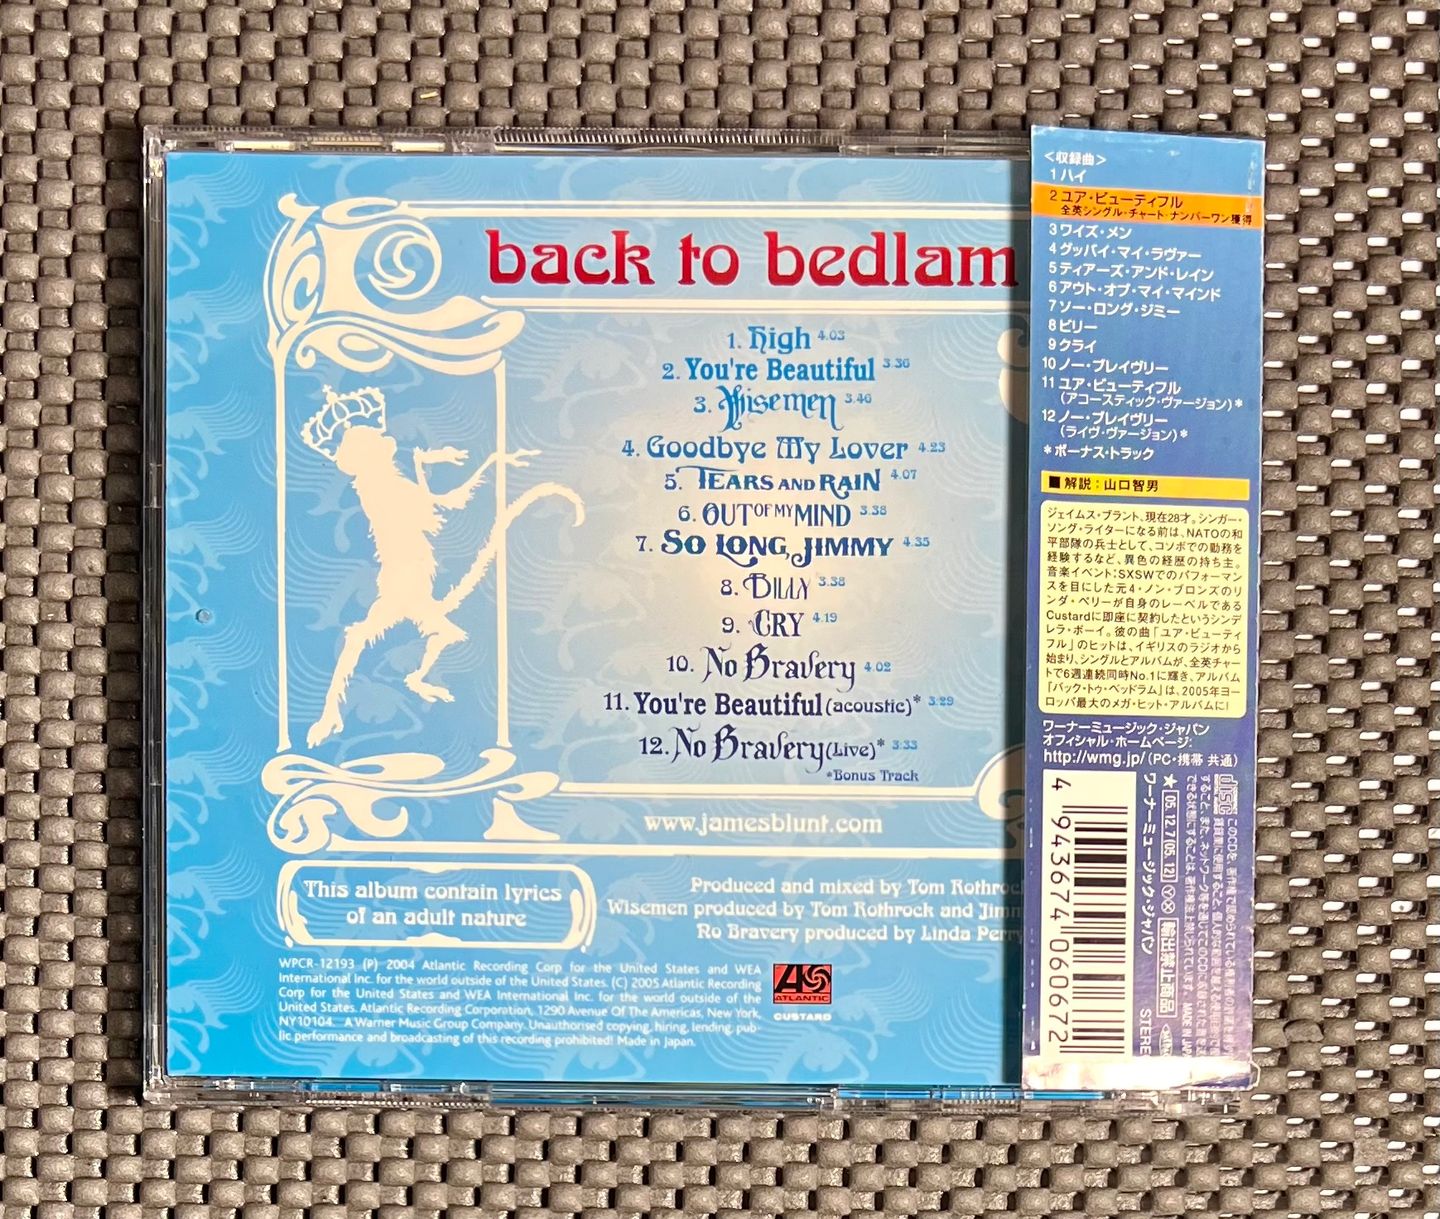 back to bedlam
1. High 4.03
2. You're Beautiful 3.30
3. Wisemen 3.40
4. Goodbye My Lover 4.23
5. TEARS AND RAIN 4.07
6. OUT OF MY MIND 3.38
7. SO LONG, JIMMY 4.35
8. BILLY 3.38
9. CRY 4.19
10. No Bravery 4.02
11. You're Beautiful (acoustic)* 3:29
12. No Bravery (Live)* 3:33
*Bonus Track
www.jamesblunt.com
This album contain lyrics
of an adult nature
Produced and mixed by Tom Rothroc
Wisemen produced by Tom Rothrock and Jimm
No Bravery produced by Linda Perry
WPCR-12193 (P) 2004 Atlantic Recording Corp for the United States and WEA
International Inc. for the world outside of the United States. (C) 2005 Atlantic Recording
Corp for the United States and WEA International Inc. for the world outside of the
United States. Atlantic Recording Corporation, 1290 Avenue Of The Americas, New York,
NY10104. A Warner Music Group Company. Unauthorised copying, hiring, lending, pub-
lic performance and broadcasting of this recording prohibited! Made in Japan.
ATLANTIC
CUSTARD
<収録曲>
1 ハイ
2 ユア・ビューティフル
全英シングル・チャート・ナンバーワン獲得
3 ワイズ・メン
4 グッバイ・マイ・ラヴァー
5 ティアーズ・アンド・レイン
6 アウト・オブ・マイ・マインド
7 ソー・ロング・ジミー
8 ビリー
9 クライ
10 ノー・ブレイヴリー
11 ユア・ビューティフル
(アコースティック・ヴァージョン)*
12 ノー・ブレイヴリー
(ライヴ・ヴァージョン)*
*ボーナス・トラック
■解説：山口智男
ジェイムス・ブラント、現在28才。シンガー・
ソング・ライターになる前は、NATOの和
平部隊の兵士として、コソボでの勤務を
経験するなど、異色の経歴の持ち主。
音楽イベント:SXSWでのパフォーマン
スを目にした元4・ノン・ブロンズのリ
ンダ・ペリーが自身のレーベルである
Custardに即座に契約したというシンデ
レラ・ボーイ。彼の曲「ユア・ビューティ
フル」のヒットは、イギリスのラジオから
始まり、シングルとアルバムが、全英チャー
トで6週連続同時No.1に輝き、アルバム
『バック・トゥ・ベッドラム』は、2005年ヨー
ロッパ最大のメガ・ヒット・アルバムに!
ワーナーミュージック・ジャパン
オフィシャル・ホームページ:
http://wmg.jp/(PC・携帯 共通)
4 943674 060672
ワーナーミュージック・ジャパン
STERE
★ 05.12.7(05.12) 輸出禁止商品